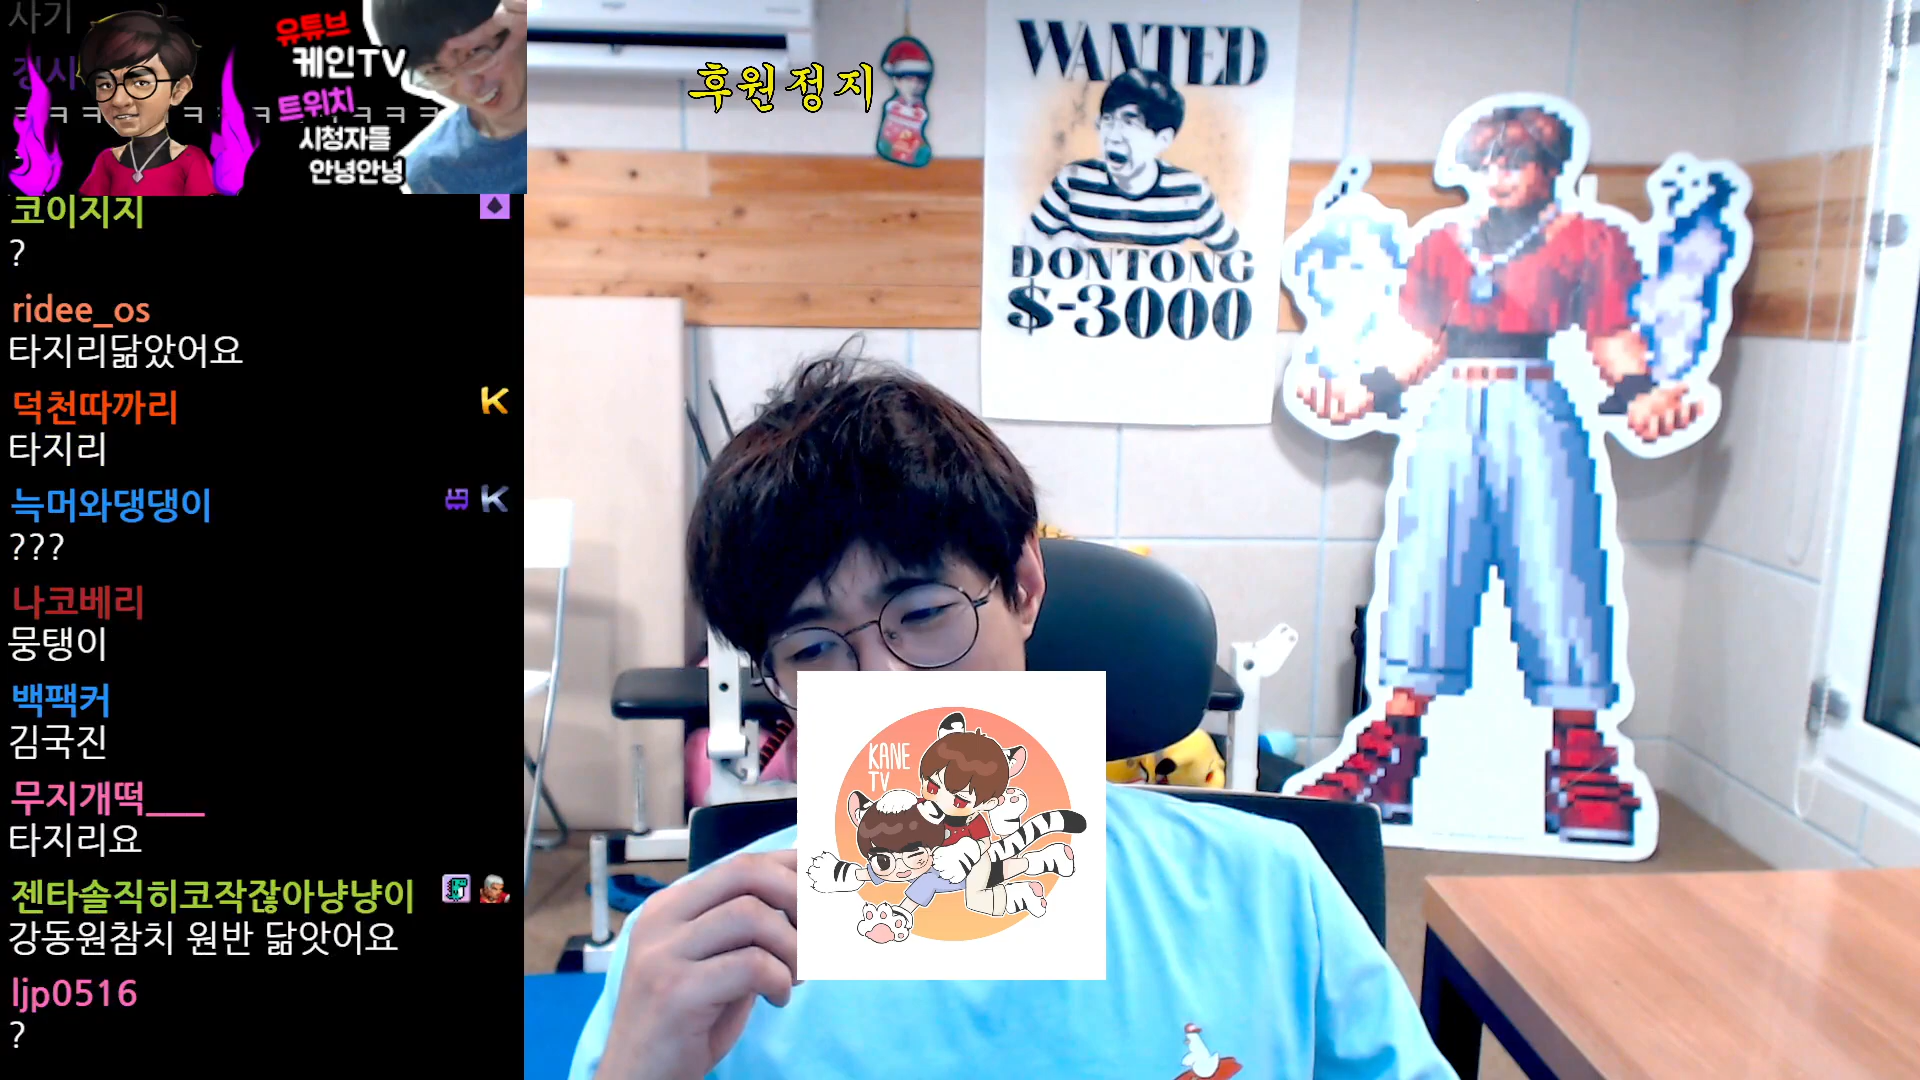 사기
유튜브
케인TV
트위치
시청자들
안녕안녕
코이지지
?
ridee_os
타지리닮았어요
덕천따까리
타지리
늑머와댕댕이
???
나코베리
뭉탱이
백팩커
김국진
무지개떡___
타지리요
젠타솔직히코작잖아냥냥이
강동원참치 원반 닮앗어요
ljp0516
?
후원정지
WANTED
DONTONG
$-3000
KANE
TV